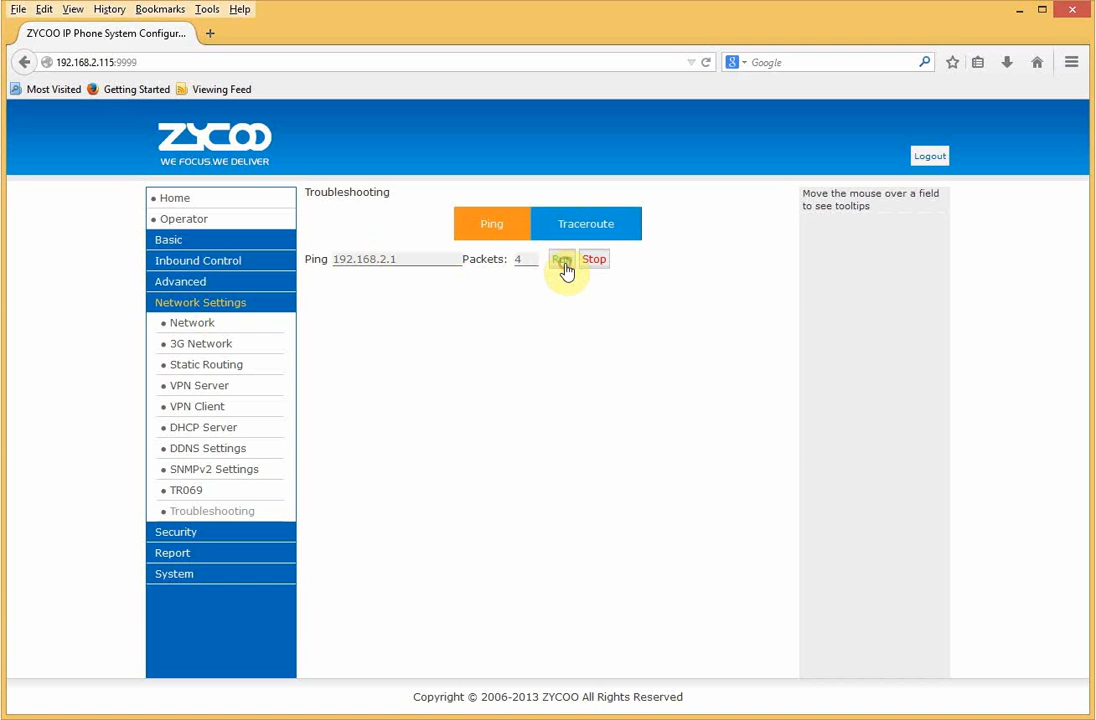 File Edit View History Bookmarks Tools Help
ZYCOO IP Phone System Configur...
192.168.2.115:9999
Google
Most Visited Getting Started Viewing Feed
ZYCOO
WE FOCUS.WE DELIVER
Logout
Home
Operator
Basic
Inbound Control
Advanced
Network Settings
Network
3G Network
Static Routing
VPN Server
VPN Client
DHCP Server
DDNS Settings
SNMPv2 Settings
TR069
Troubleshooting
Security
Report
System
Troubleshooting
Ping Traceroute
Ping 192.168.2.1 Packets: 4 Run Stop
Move the mouse over a field
to see tooltips
Copyright © 2006-2013 ZYCOO All Rights Reserved